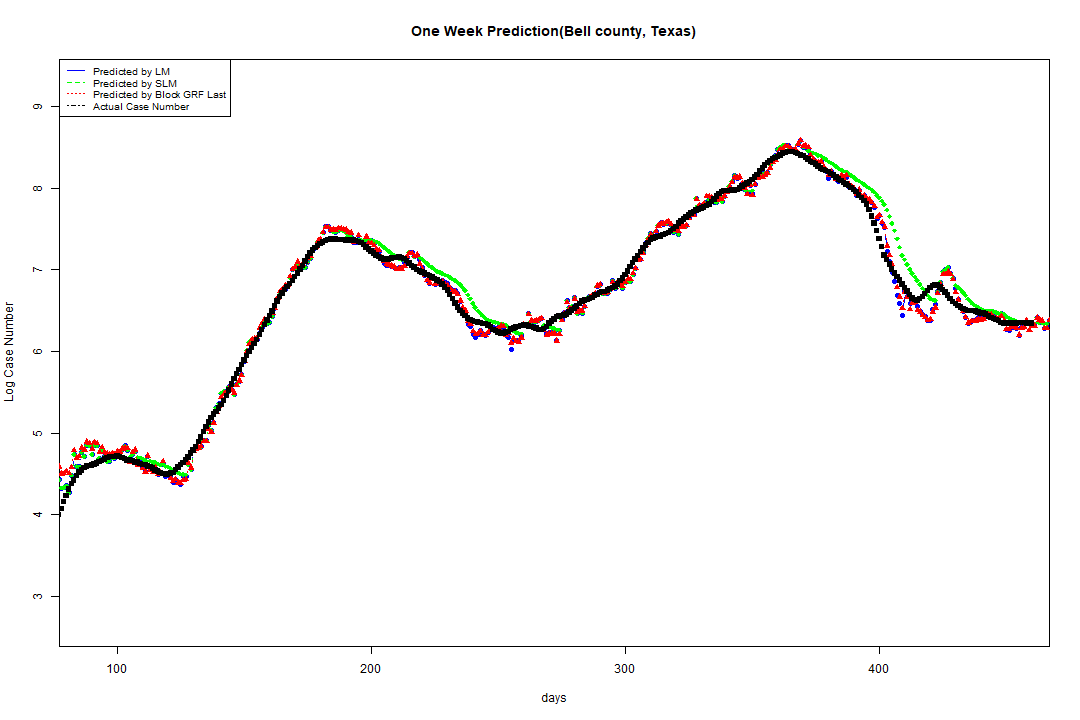 One Week Prediction(Bell county, Texas)
Predicted by LM
Predicted by SLM
Predicted by Block GRF Last
Actual Case Number
9
8
7
6
5
4
3
Log Case Number
100 200 300 400
days